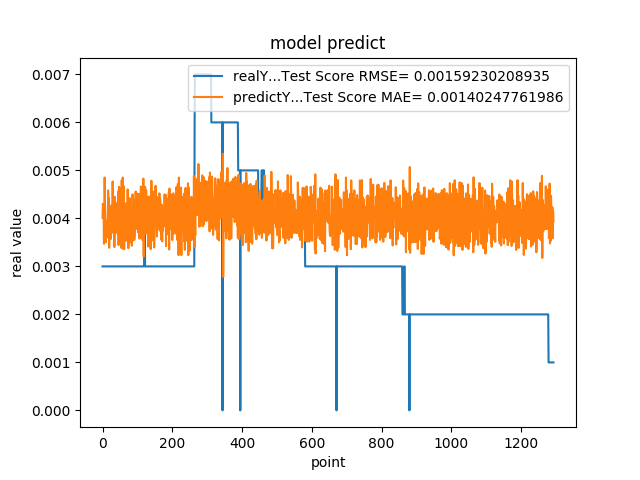 model predict
realY...Test Score RMSE= 0.00159230208935
predictY...Test Score MAE= 0.00140247761986
0.007
0.006
0.005
0.004
0.003
0.002
0.001
0.000
real value
0 200 400 600 800 1000 1200
point